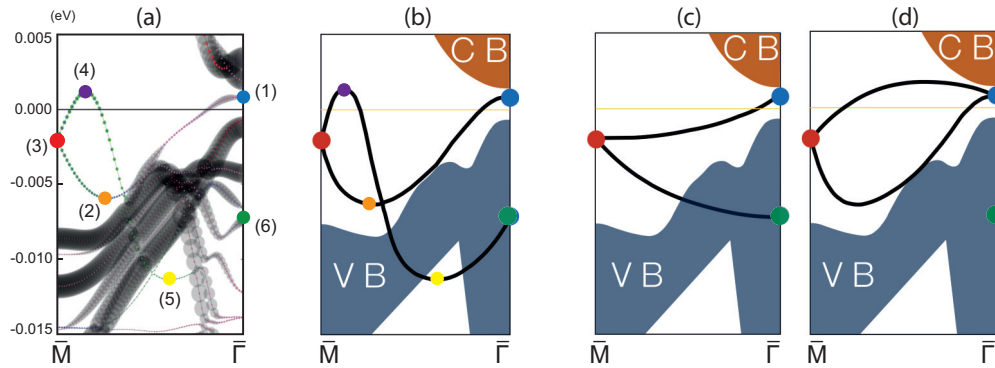 (eV) (a) (b) (c) (d)
0.005
C B C B C B
(4)
(1)
0.000
(3)
-0.005
(2)
(6)
-0.010
V B V B V B
(5)
-0.015
M̅ Γ̅ M̅ Γ̅ M̅ Γ̅ M̅ Γ̅